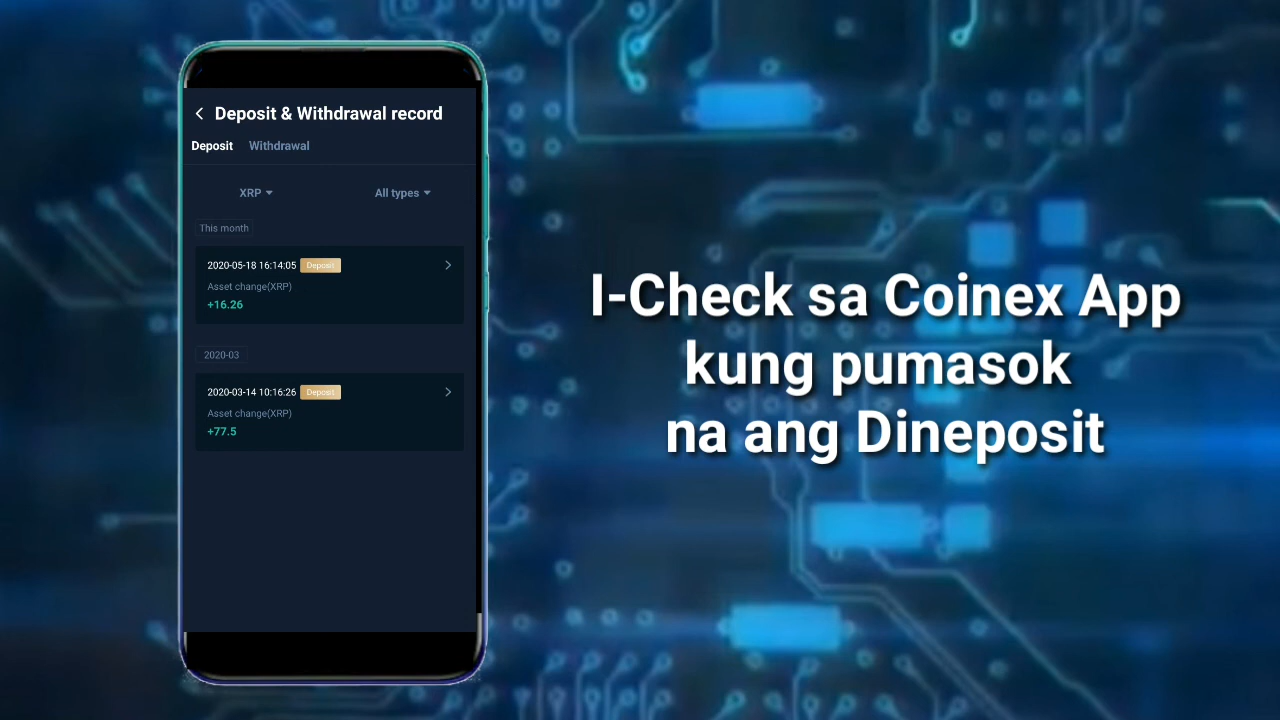 Deposit & Withdrawal record
Deposit Withdrawal
XRP All types
This month
2020-05-18 16:14:05 Deposit
Asset change(XRP)
+16.26
2020-03
2020-03-14 10:16:26 Deposit
Asset change(XRP)
+77.5
I-Check sa Coinex App
kung pumasok
na ang Dineposit